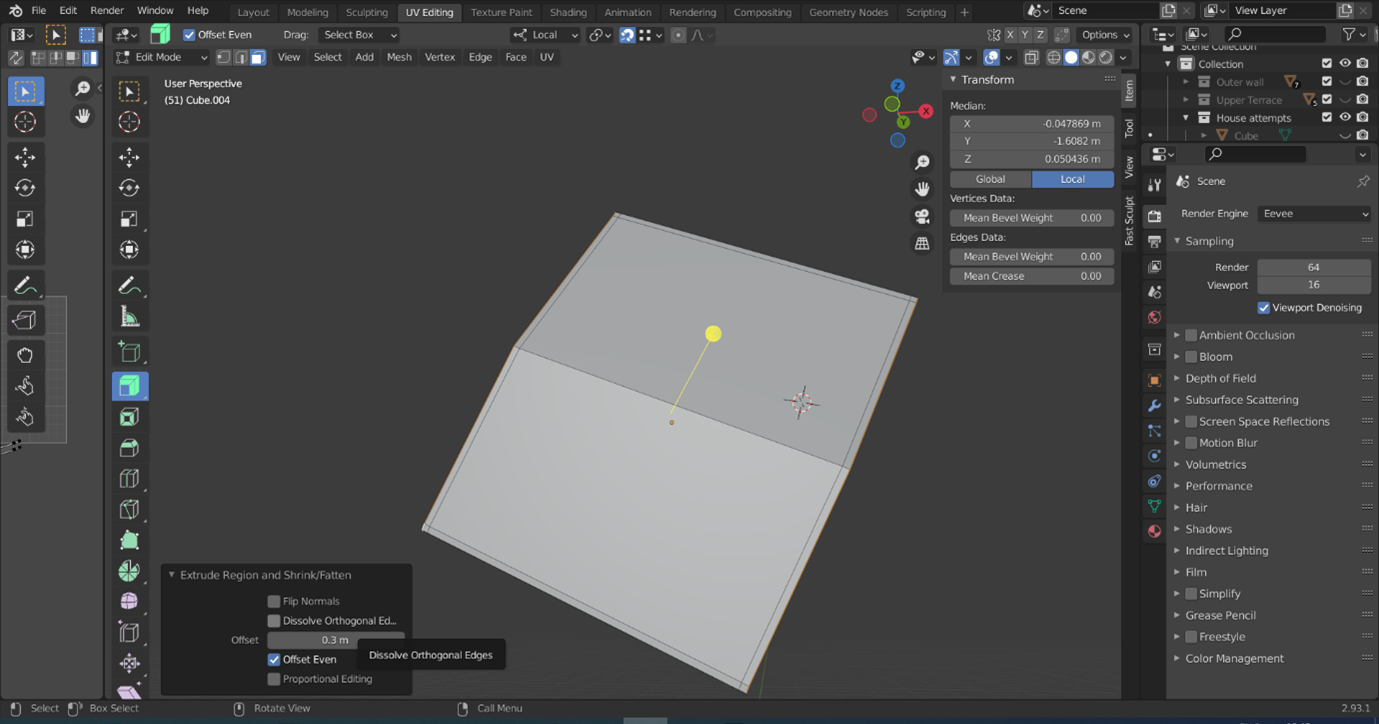 File Edit Render Window Help Layout Modeling Sculpting UV Editing Texture Paint Shading Animation Rendering Compositing Geometry Nodes Scripting + Scene View Layer
Offset Even Drag: Select Box Local X Y Z Options
Scene Collection
Edit Mode View Select Add Mesh Vertex Edge Face UV
Collection
Outer wall 7
Upper Terrace 5
House attempts
Cube
User Perspective
(51) Cube.004
Z
X
Y
Transform
Median:
X -0.047869 m
Y -1.6082 m
Z 0.050436 m
Global Local
Vertices Data:
Mean Bevel Weight 0.00
Edges Data:
Mean Bevel Weight 0.00
Mean Crease 0.00
Item
Tool
View
Fast Sculpt
Scene
Render Engine Eevee
Sampling
Render 64
Viewport 16
Viewport Denoising
Ambient Occlusion
Bloom
Depth of Field
Subsurface Scattering
Screen Space Reflections
Motion Blur
Volumetrics
Performance
Hair
Shadows
Indirect Lighting
Film
Simplify
Grease Pencil
Freestyle
Color Management
Extrude Region and Shrink/Fatten
Flip Normals
Dissolve Orthogonal Ed...
Offset 0.3 m
Offset Even
Proportional Editing
Dissolve Orthogonal Edges
Select Box Select Rotate View Call Menu 2.93.1